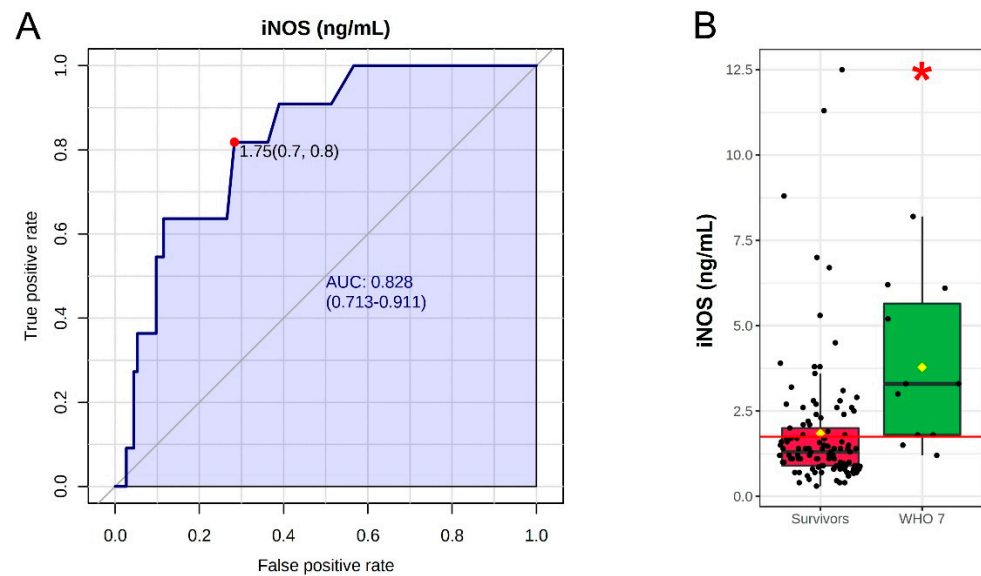 A
iNOS (ng/mL)
True positive rate
1.0
0.8
0.6
0.4
0.2
0.0
1.75(0.7, 0.8)
AUC: 0.828
(0.713-0.911)
0.0 0.2 0.4 0.6 0.8 1.0
False positive rate
B
*
iNOS (ng/mL)
12.5
10.0
7.5
5.0
2.5
0.0
Survivors WHO 7